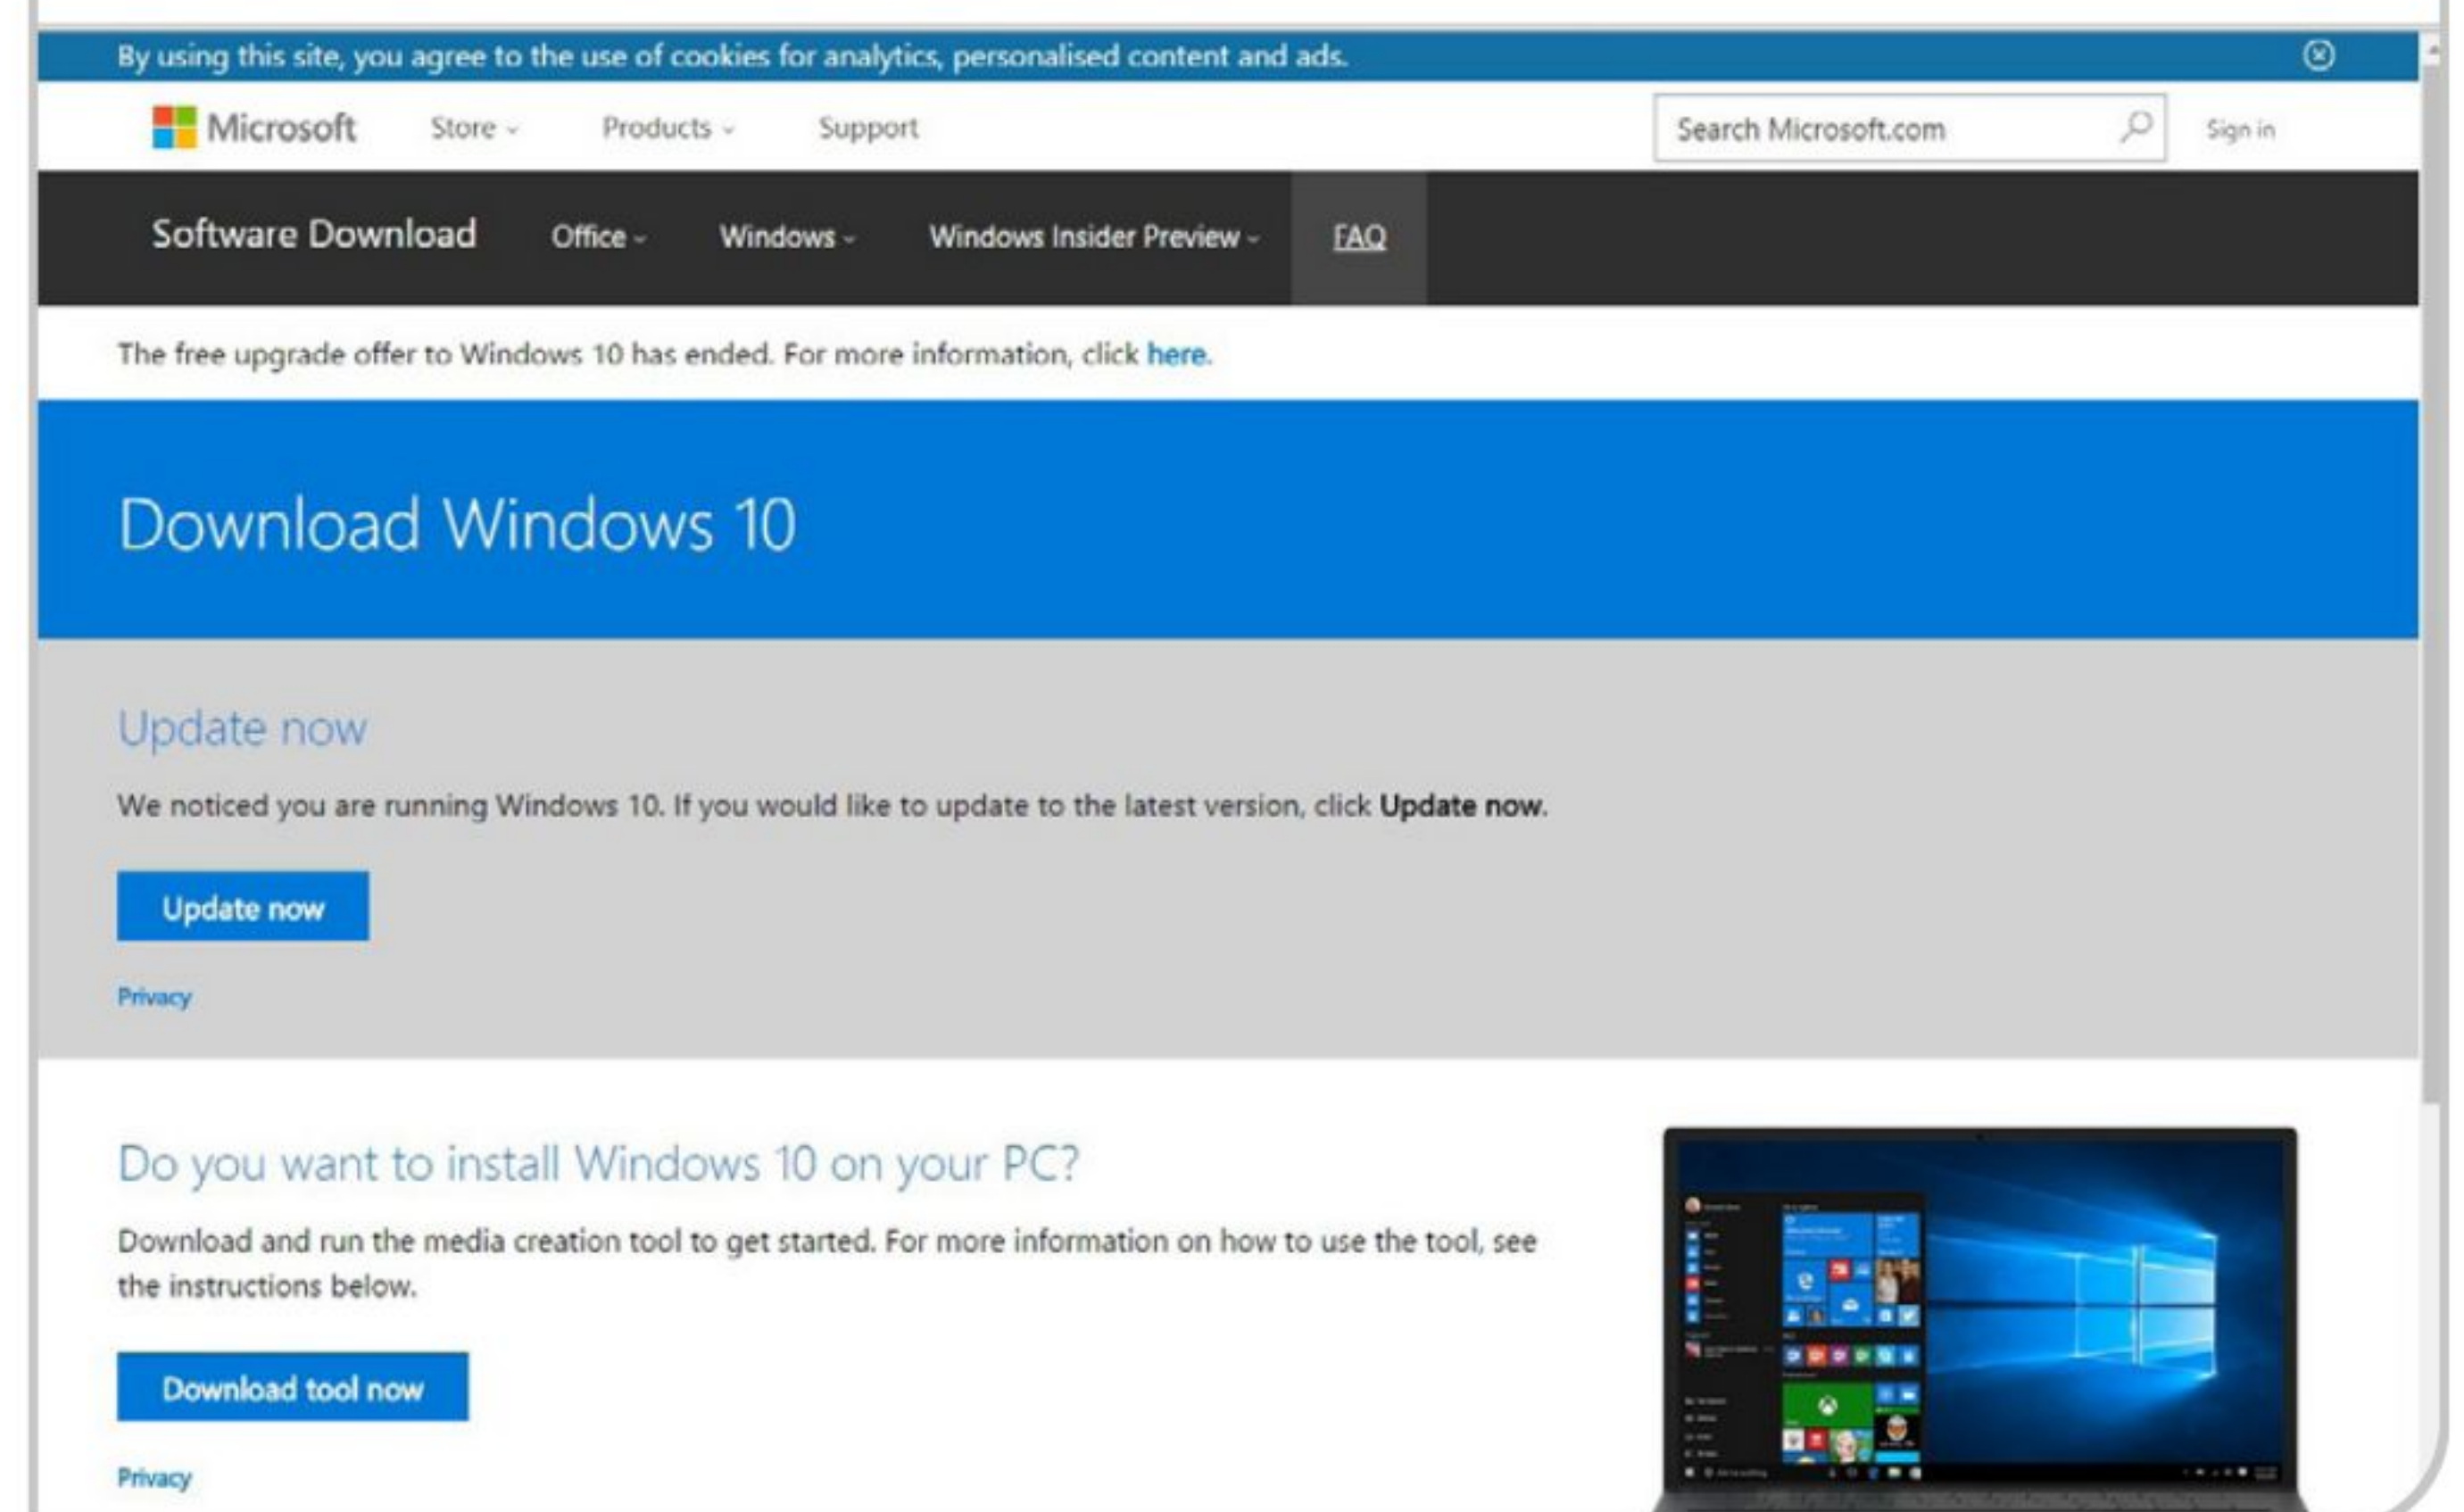 By using this site, you agree to the use of cookies for analytics, personalised content and ads.
Microsoft Store Products Support Search Microsoft.com Sign in
Software Download Office Windows Windows Insider Preview FAQ
The free upgrade offer to Windows 10 has ended. For more information, click here.
Download Windows 10
Update now
We noticed you are running Windows 10. If you would like to update to the latest version, click Update now.
Update now
Privacy
Do you want to install Windows 10 on your PC?
Download and run the media creation tool to get started. For more information on how to use the tool, see
the instructions below.
Download tool now
Privacy